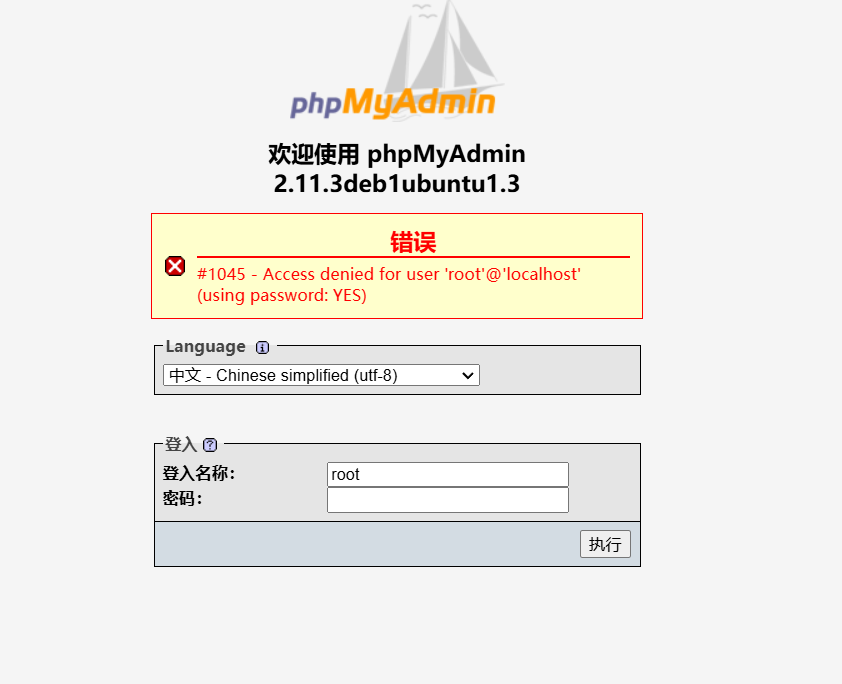 phpMyAdmin
欢迎使用 phpMyAdmin
2.11.3deb1ubuntu1.3
错误
#1045 - Access denied for user 'root'@'localhost'
(using password: YES)
Language
中文 - Chinese simplified (utf-8)
登入
登入名称：
root
密码：
执行